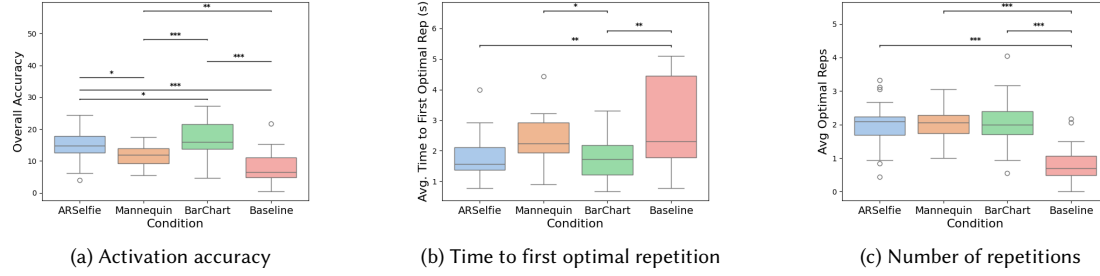 Overall Accuracy
50
40
30
20
10
0
**
***
***
*
***
*
ARSelfie Mannequin BarChart Baseline
Condition
(a) Activation accuracy
Avg. Time to First Optimal Rep (s)
6
5
4
3
2
1
*
**
**
ARSelfie Mannequin BarChart Baseline
Condition
(b) Time to first optimal repetition
Avg Optimal Reps
5
4
3
2
1
0
***
***
***
ARSelfie Mannequin BarChart Baseline
Condition
(c) Number of repetitions